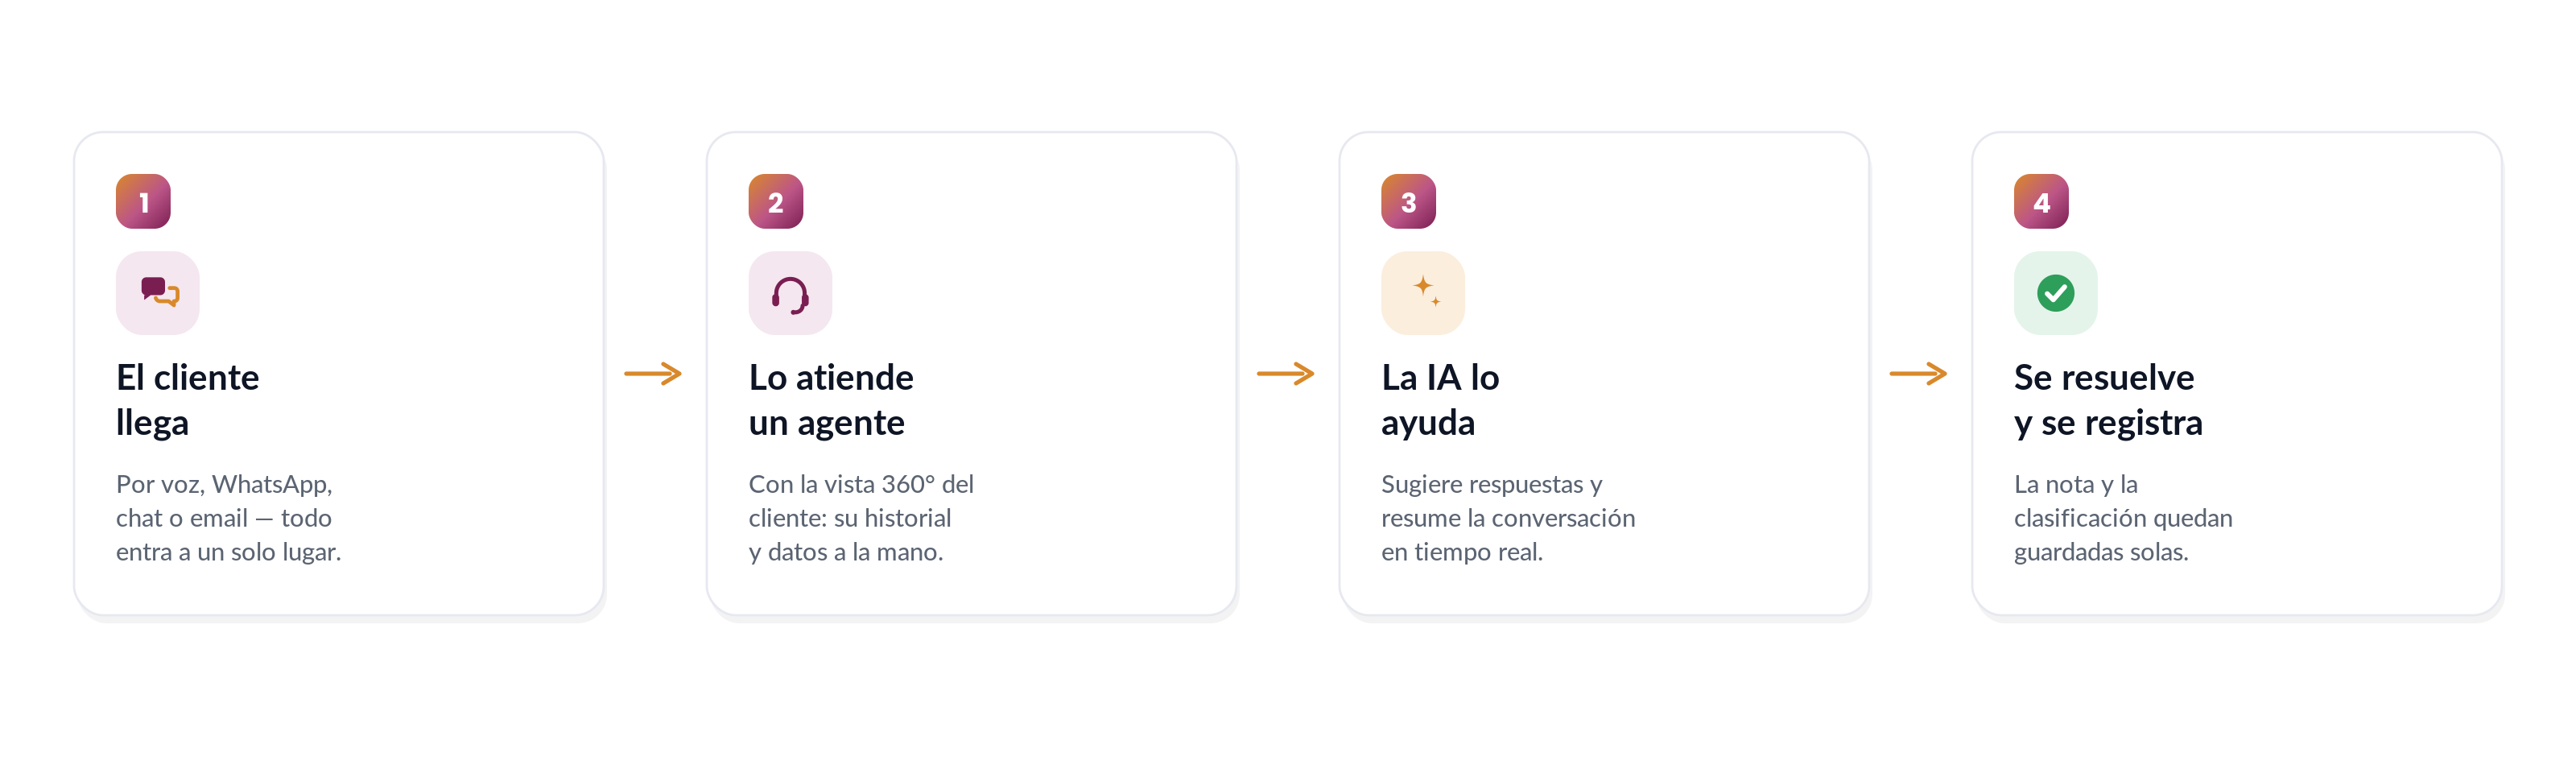 1
El cliente
llega
Por voz, WhatsApp,
chat o email — todo
entra a un solo lugar.
2
Lo atiende
un agente
Con la vista 360° del
cliente: su historial
y datos a la mano.
3
La IA lo
ayuda
Sugiere respuestas y
resume la conversación
en tiempo real.
4
Se resuelve
y se registra
La nota y la
clasificación quedan
guardadas solas.